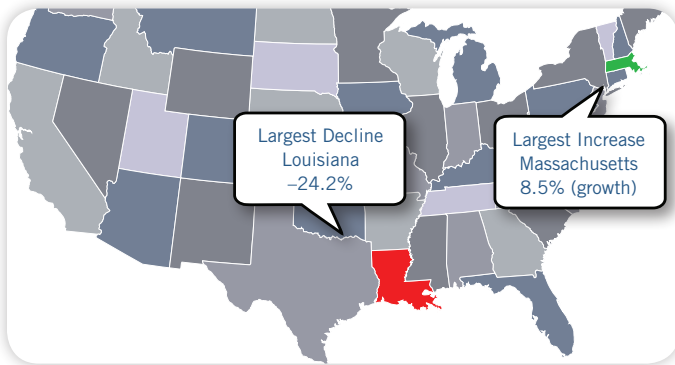 Largest Decline
Louisiana
–24.2%
Largest Increase
Massachusetts
8.5% (growth)